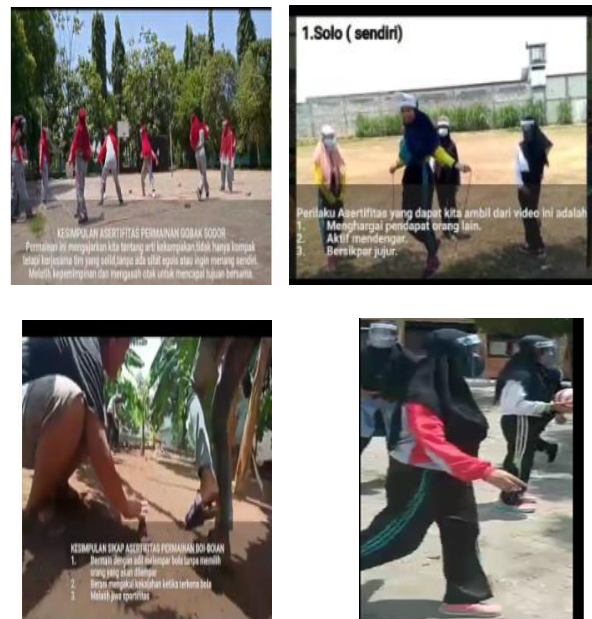 KESIMPULAN ASERTIFITAS PERMAINAN GOBAK SODOR
Permainan ini mengajarkan kita tentang arti kekompakan,tidak hanya kompak
tetapi kerjasama tim yang solid,tanpo ada sifat egois atau ingin menang sendiri.
Melatih kepemimpinan dan mengasah otak untuk mencapai tujuan bersama.
1.Solo ( sendiri)
Perilaku Asertifitas yang dapat kita ambil dari video ini adalah
1. Menghargai pendapat orang lain.
2. Aktif mendengar.
3. Bersikpar jujur.
KESIMPULAN SIKAP ASERTIFITAS PERMAINAN BOI-BOIAN
1. Bermain dengan adil melempar bola tanpa memilih
orang yang akan dilempar
2. Berani mengakui kekalahan ketika terkena bola
3. Melatih jiwa sportifitas